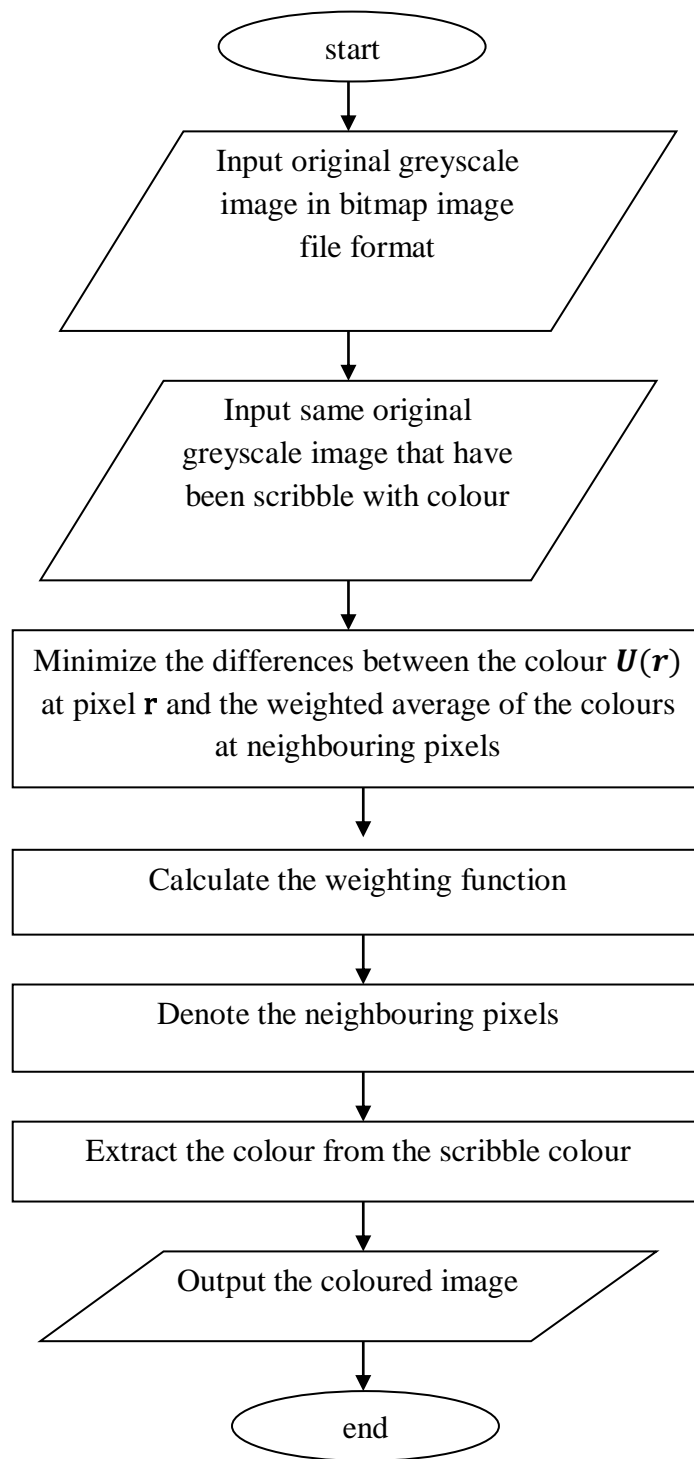 start
Input original greyscale
image in bitmap image
file format
Input same original
greyscale image that have
been scribble with colour
Minimize the differences between the colour U(r)
at pixel r and the weighted average of the colours
at neighbouring pixels
Calculate the weighting function
Denote the neighbouring pixels
Extract the colour from the scribble colour
Output the coloured image
end